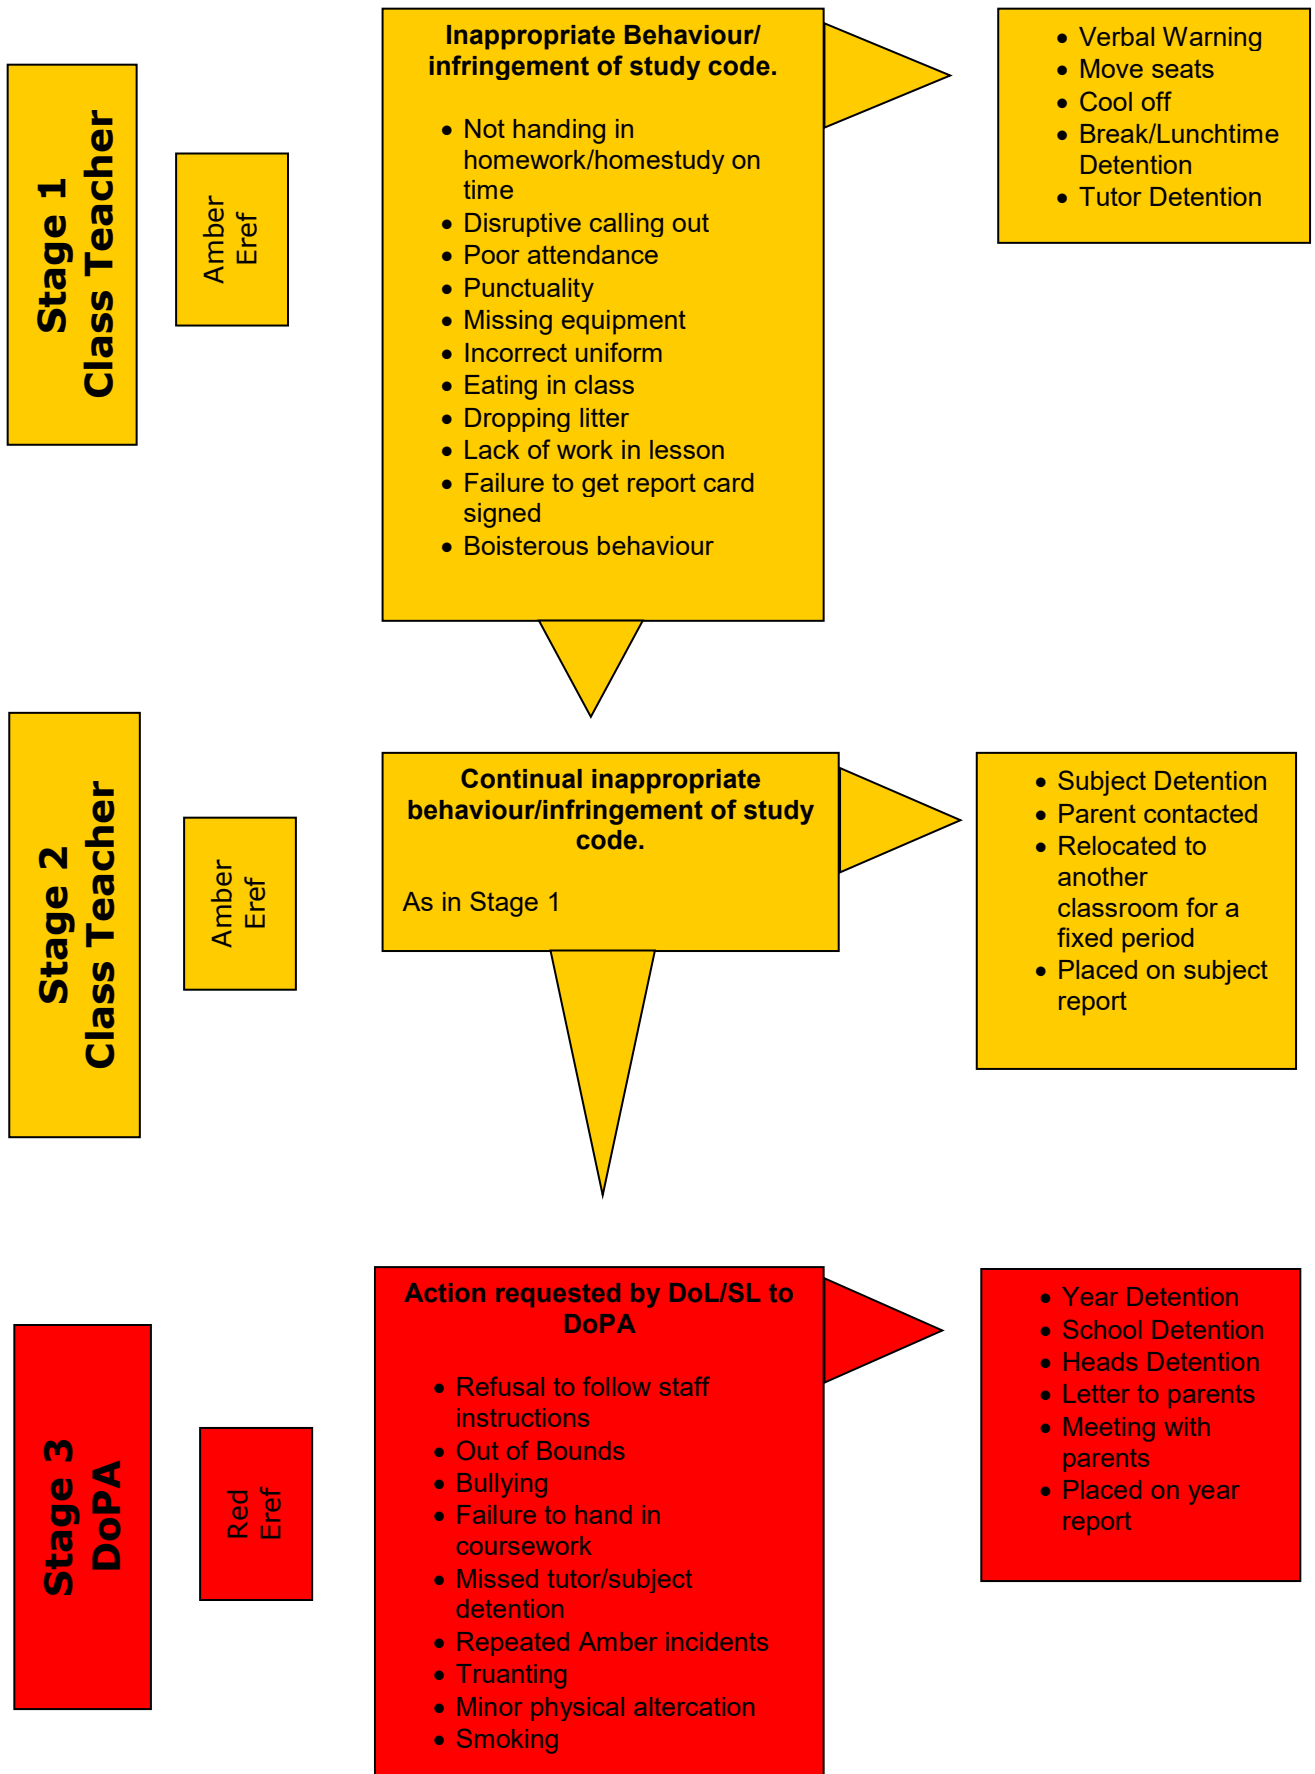 Stage 1
Class Teacher
Amber
Eref
Inappropriate Behaviour/
infringement of study code.
• Not handing in
homework/homestudy on
time
• Disruptive calling out
• Poor attendance
• Punctuality
• Missing equipment
• Incorrect uniform
• Eating in class
• Dropping litter
• Lack of work in lesson
• Failure to get report card
signed
• Boisterous behaviour
• Verbal Warning
• Move seats
• Cool off
• Break/Lunchtime
Detention
• Tutor Detention
Stage 2
Class Teacher
Amber
Eref
Continual inappropriate
behaviour/infringement of study
code.
As in Stage 1
• Subject Detention
• Parent contacted
• Relocated to
another
classroom for a
fixed period
• Placed on subject
report
Stage 3
DoPA
Red
Eref
Action requested by DoL/SL to
DoPA
• Refusal to follow staff
instructions
• Out of Bounds
• Bullying
• Failure to hand in
coursework
• Missed tutor/subject
detention
• Repeated Amber incidents
• Truanting
• Minor physical altercation
• Smoking
• Year Detention
• School Detention
• Heads Detention
• Letter to parents
• Meeting with
parents
• Placed on year
report